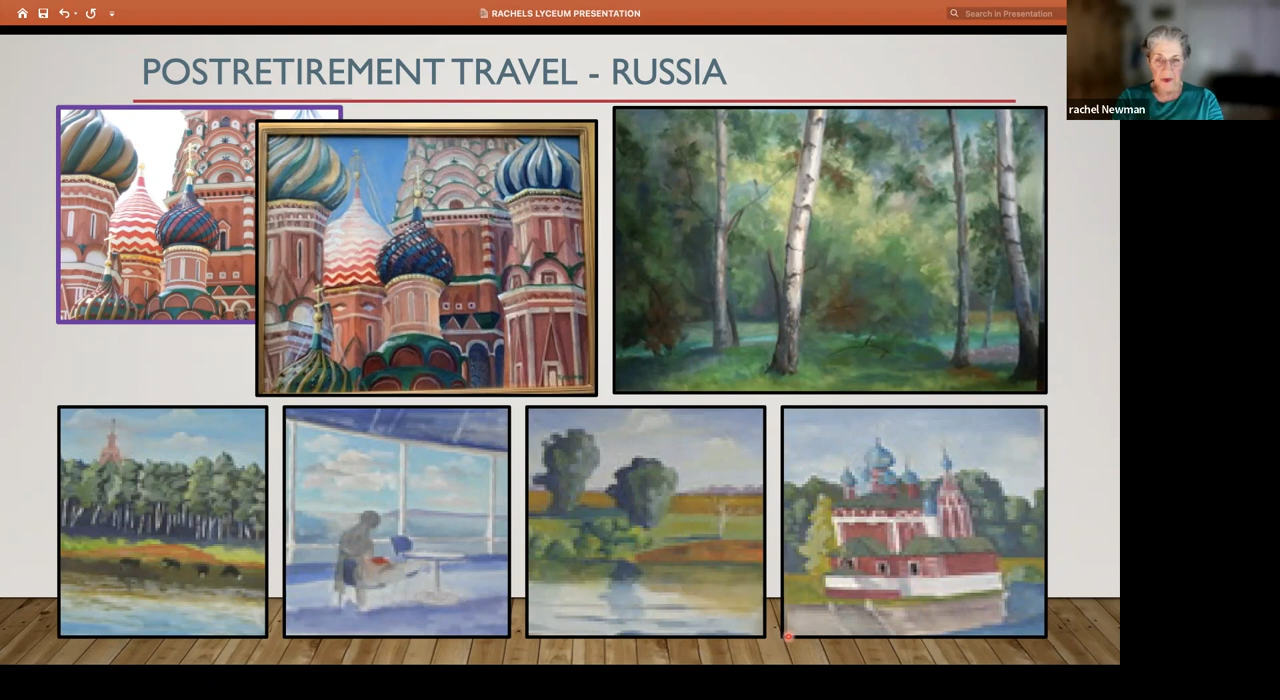 RACHELS LYCEUM PRESENTATION
Search in Presentation
POSTRETIREMENT TRAVEL - RUSSIA
rachel Newman